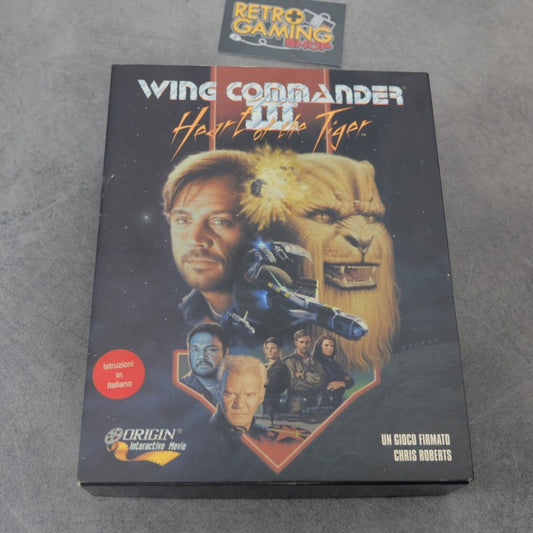 RETRO
GAMING
SHOP
WING COMMANDER
III
Heart of the Tiger
Istruzioni
in
Italiano
ORIGIN
Interactive Movie
UN GIOCO FIRMATO
CHRIS ROBERTS